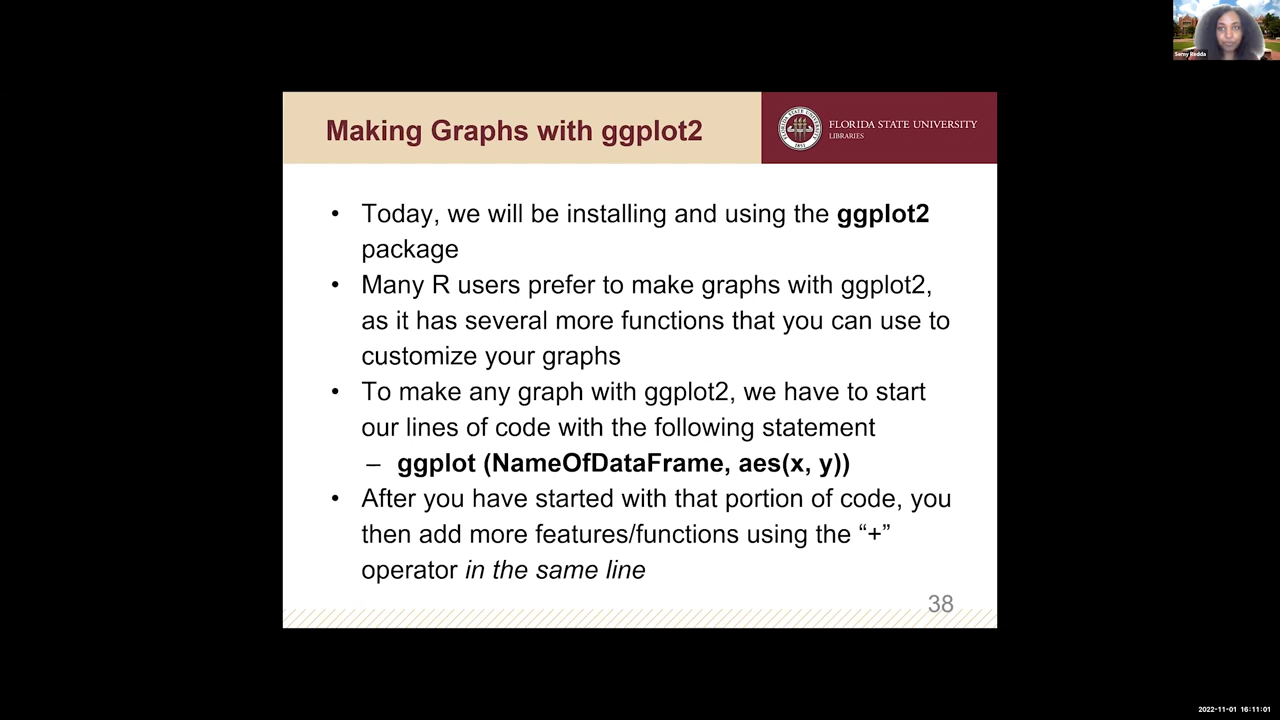 Samy Redda
Making Graphs with ggplot2
FLORIDA STATE UNIVERSITY
LIBRARIES
• Today, we will be installing and using the ggplot2
package
• Many R users prefer to make graphs with ggplot2,
as it has several more functions that you can use to
customize your graphs
• To make any graph with ggplot2, we have to start
our lines of code with the following statement
– ggplot (NameOfDataFrame, aes(x, y))
• After you have started with that portion of code, you
then add more features/functions using the “+”
operator in the same line
38
2022-11-01 16:11:01